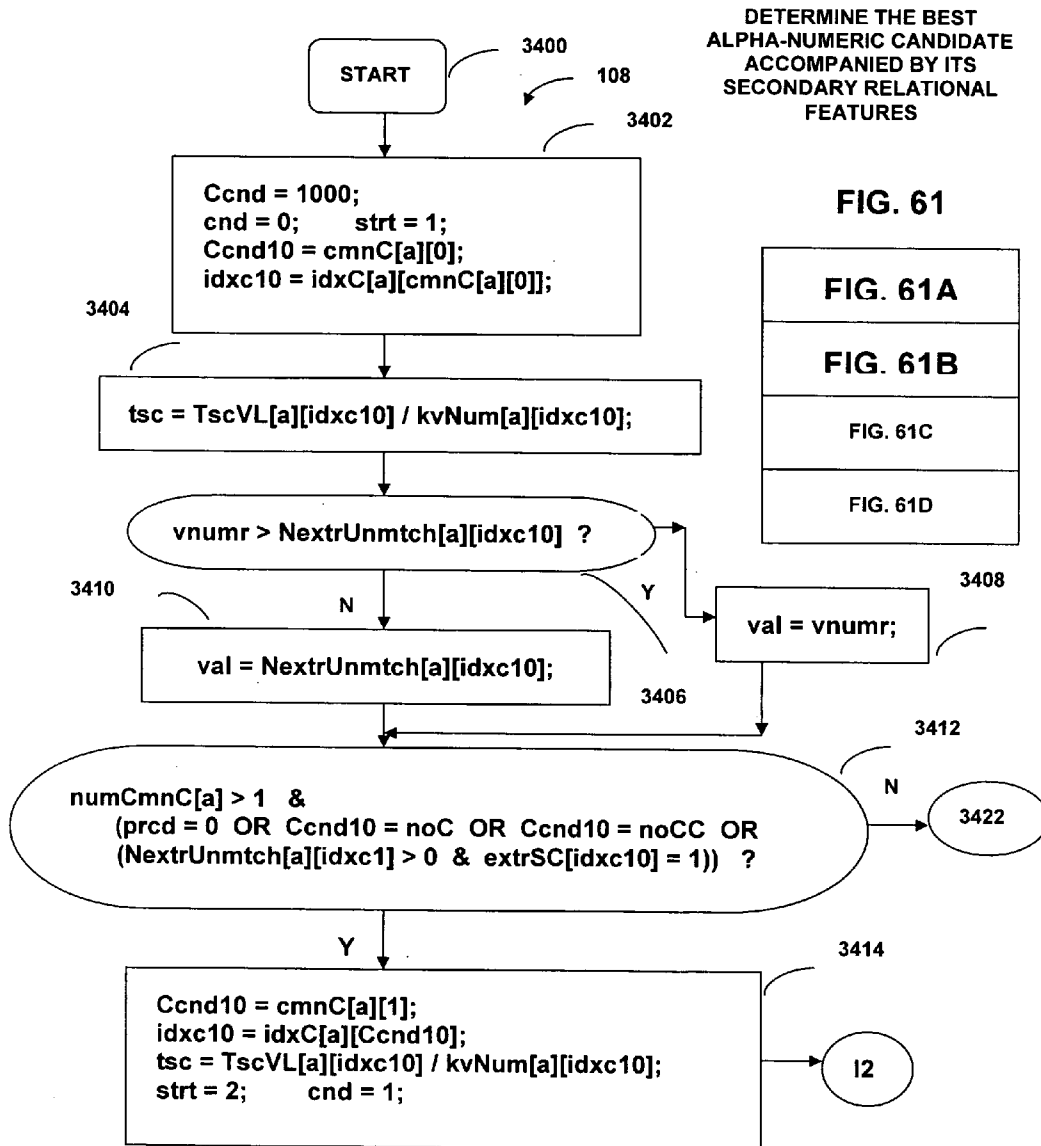 DETERMINE THE BEST
ALPHA-NUMERIC CANDIDATE
ACCOMPANIED BY ITS
SECONDARY RELATIONAL
FEATURES
START
3400
108
3402
Ccnd = 1000;
cnd = 0; strt = 1;
Ccnd10 = cmnC[a][0];
idxc10 = idxC[a][cmnC[a][0]];
FIG. 61
FIG. 61A
FIG. 61B
FIG. 61C
FIG. 61D
3404
tsc = TscVL[a][idxc10] / kvNum[a][idxc10];
vnumr > NextrUnmtch[a][idxc10] ?
3406
Y
3408
val = vnumr;
N
3410
val = NextrUnmtch[a][idxc10];
3412
numCmnC[a] > 1 &
(prcd = 0 OR Ccnd10 = noC OR Ccnd10 = noCC OR
(NextrUnmtch[a][idxc1] > 0 & extrSC[idxc10] = 1)) ?
N
3422
Y
3414
Ccnd10 = cmnC[a][1];
idxc10 = idxC[a][Ccnd10];
tsc = TscVL[a][idxc10] / kvNum[a][idxc10];
strt = 2; cnd = 1;
I2